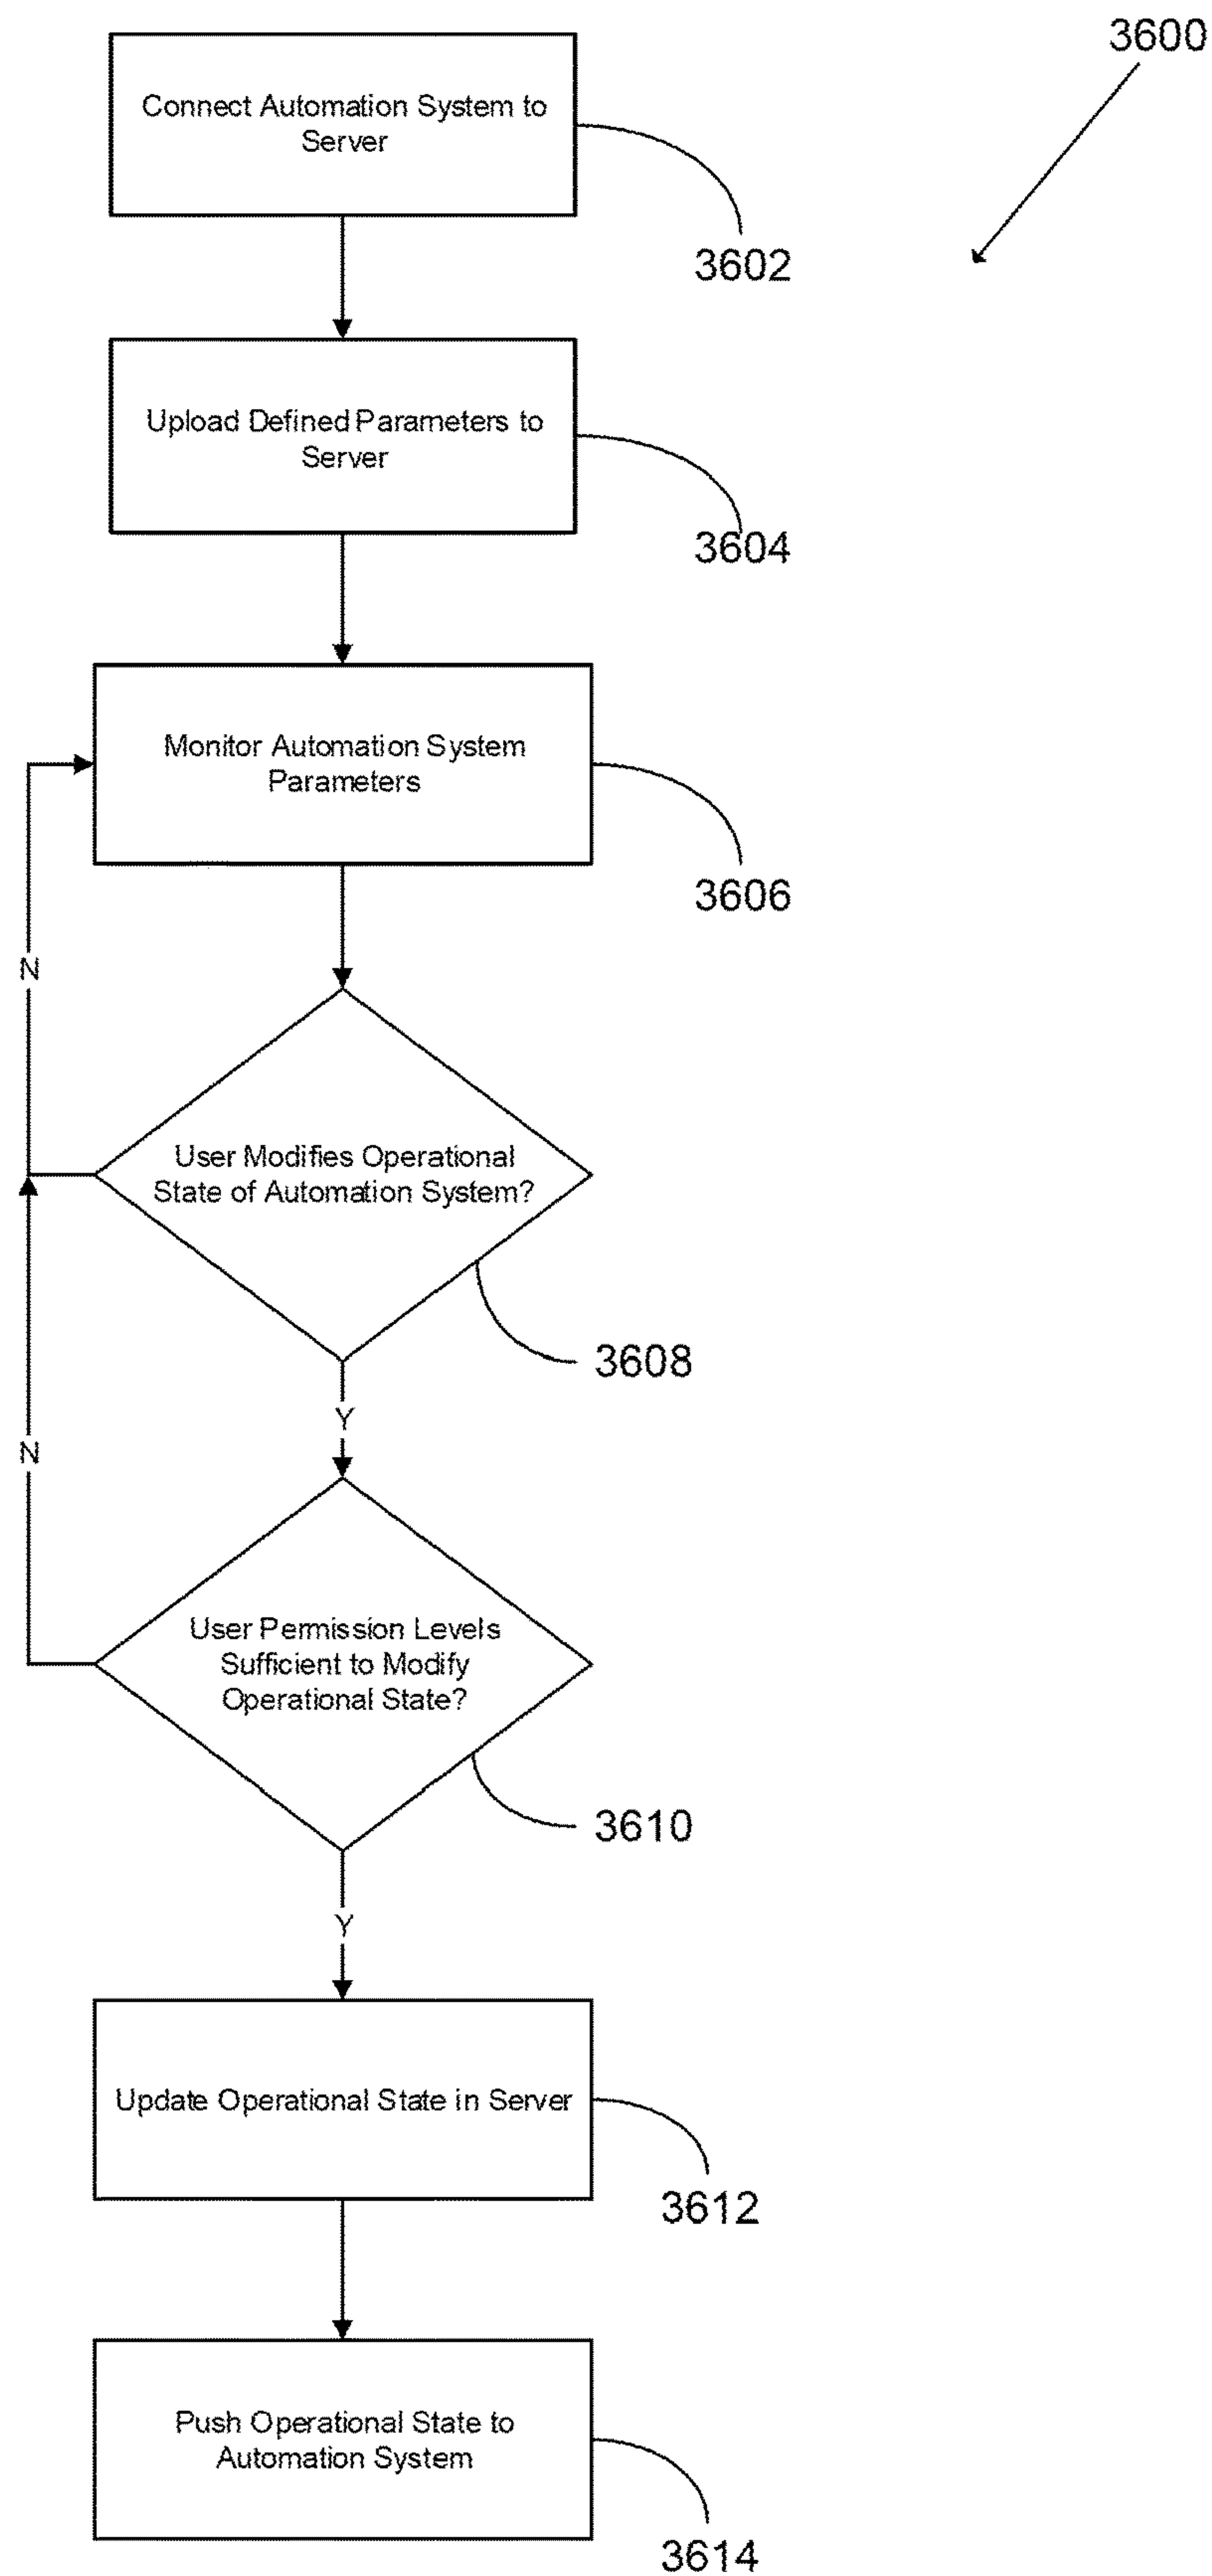 3600
Connect Automation System to
Server
3602
Upload Defined Parameters to
Server
3604
Monitor Automation System
Parameters
3606
N
User Modifies Operational
State of Automation System?
3608
Y
N
User Permission Levels
Sufficient to Modify
Operational State?
3610
Y
Update Operational State in Server
3612
Push Operational State to
Automation System
3614